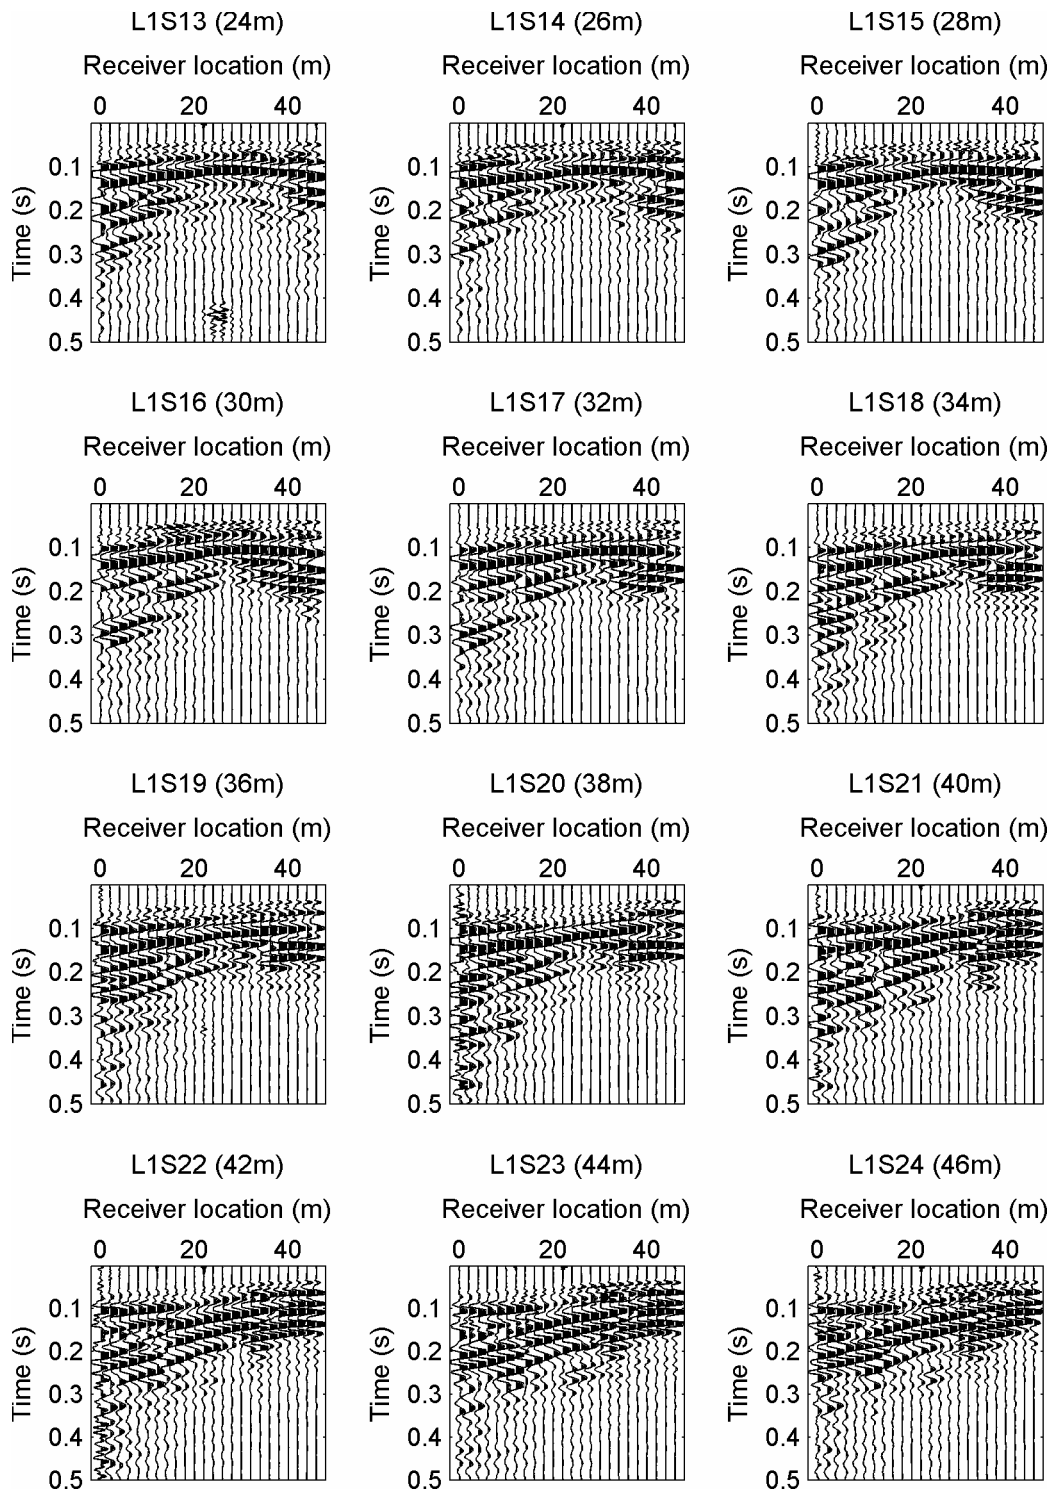 L1S13 (24m) L1S14 (26m) L1S15 (28m)
Receiver location (m) Receiver location (m) Receiver location (m)
0 20 40 0 20 40 0 20 40
Time (s) Time (s) Time (s)
0.1 0.1 0.1
0.2 0.2 0.2
0.3 0.3 0.3
0.4 0.4 0.4
0.5 0.5 0.5
L1S16 (30m) L1S17 (32m) L1S18 (34m)
Receiver location (m) Receiver location (m) Receiver location (m)
0 20 40 0 20 40 0 20 40
Time (s) Time (s) Time (s)
0.1 0.1 0.1
0.2 0.2 0.2
0.3 0.3 0.3
0.4 0.4 0.4
0.5 0.5 0.5
L1S19 (36m) L1S20 (38m) L1S21 (40m)
Receiver location (m) Receiver location (m) Receiver location (m)
0 20 40 0 20 40 0 20 40
Time (s) Time (s) Time (s)
0.1 0.1 0.1
0.2 0.2 0.2
0.3 0.3 0.3
0.4 0.4 0.4
0.5 0.5 0.5
L1S22 (42m) L1S23 (44m) L1S24 (46m)
Receiver location (m) Receiver location (m) Receiver location (m)
0 20 40 0 20 40 0 20 40
Time (s) Time (s) Time (s)
0.1 0.1 0.1
0.2 0.2 0.2
0.3 0.3 0.3
0.4 0.4 0.4
0.5 0.5 0.5